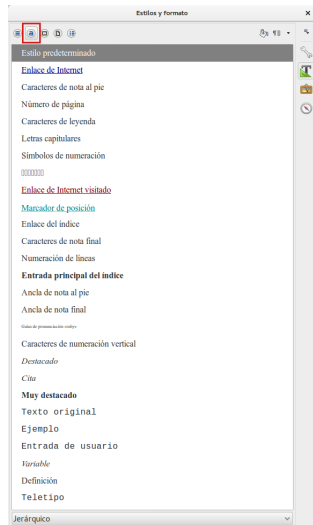 Estilos y formato
Estilo predeterminado
Enlace de Internet
Caracteres de nota al pie
Número de página
Caracteres de leyenda
Letras capitulares
Símbolos de numeración
Enlace de Internet visitado
Marcador de posición
Enlace del índice
Caracteres de nota final
Numeración de líneas
Entrada principal del índice
Ancla de nota al pie
Ancla de nota final
Caracteres de numeración vertical
Destacado
Cita
Muy destacado
Texto original
Ejemplo
Entrada de usuario
Variable
Definición
Teletipo
Jerárquico